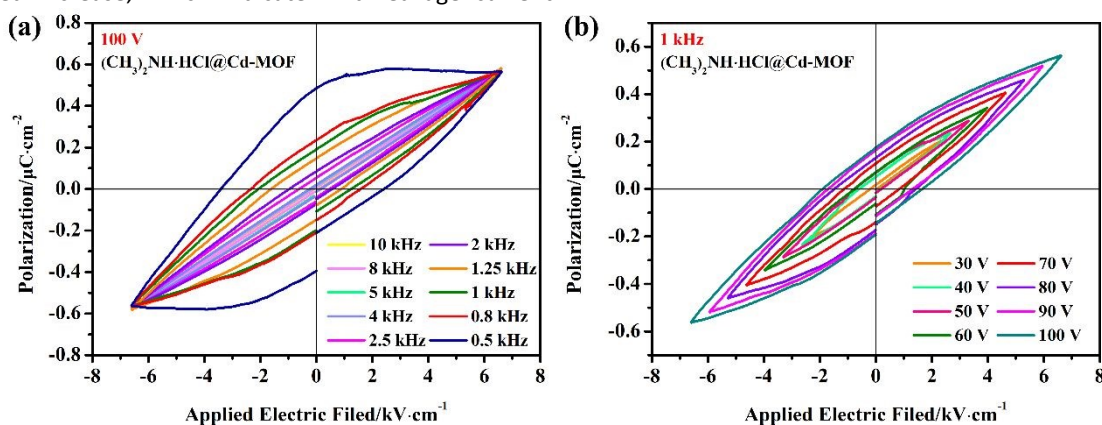 (a)
100 V
(CH3)2NH·HCl@Cd-MOF
Polarization/μC·cm-2
0.8
0.6
0.4
0.2
0.0
-0.2
-0.4
-0.6
-0.8
10 kHz 2 kHz
8 kHz 1.25 kHz
5 kHz 1 kHz
4 kHz 0.8 kHz
2.5 kHz 0.5 kHz
-8 -6 -4 -2 0 2 4 6 8
Applied Electric Filed/kV·cm-1
(b)
1 kHz
(CH3)2NH·HCl@Cd-MOF
Polarization/μC·cm-2
0.6
0.4
0.2
0.0
-0.2
-0.4
-0.6
30 V 70 V
40 V 80 V
50 V 90 V
60 V 100 V
-8 -6 -4 -2 0 2 4 6 8
Applied Electric Filed/kV·cm-1